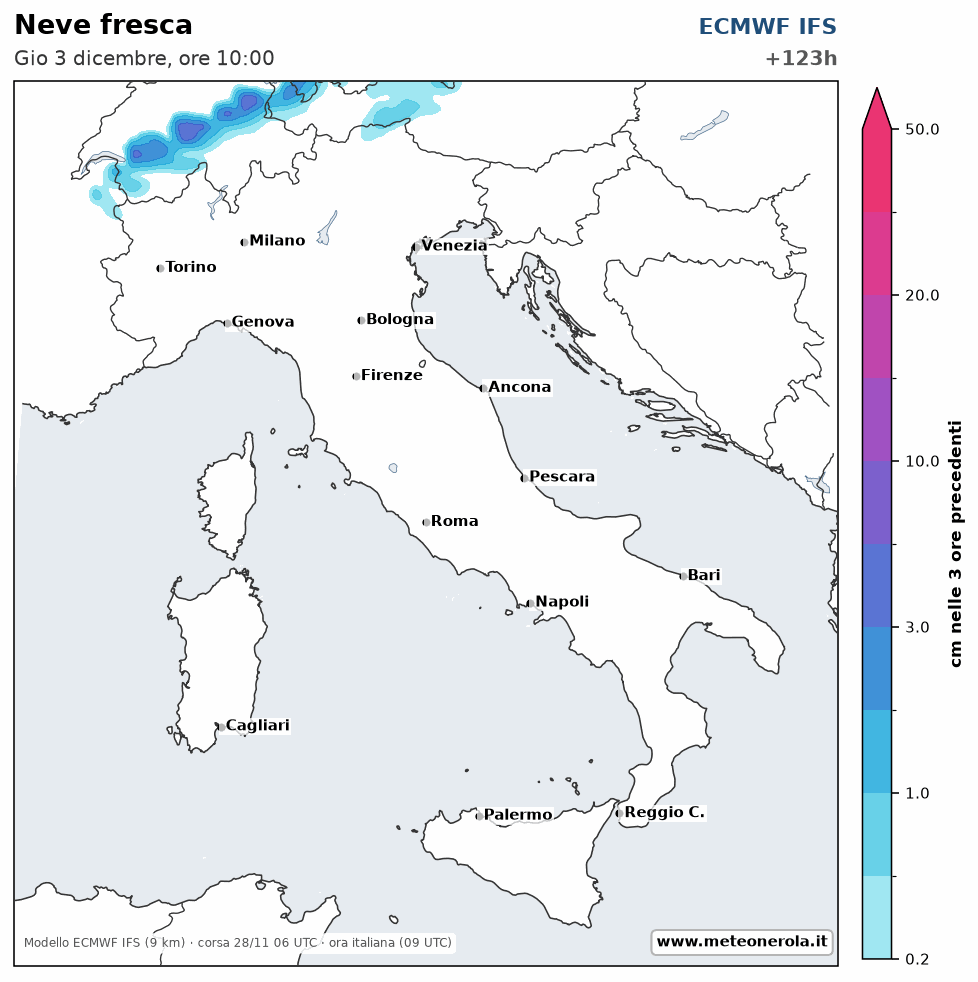 Neve fresca
ECMWF IFS
Gio 3 dicembre, ore 10:00
+123h
Milano
Venezia
Torino
Genova
Bologna
Firenze
Ancona
Pescara
Roma
Bari
Napoli
Cagliari
Palermo
Reggio C.
50.0
20.0
10.0
3.0
1.0
0.2
cm nelle 3 ore precedenti
Modello ECMWF IFS (9 km) · corsa 28/11 06 UTC · ora italiana (09 UTC)
www.meteonerola.it